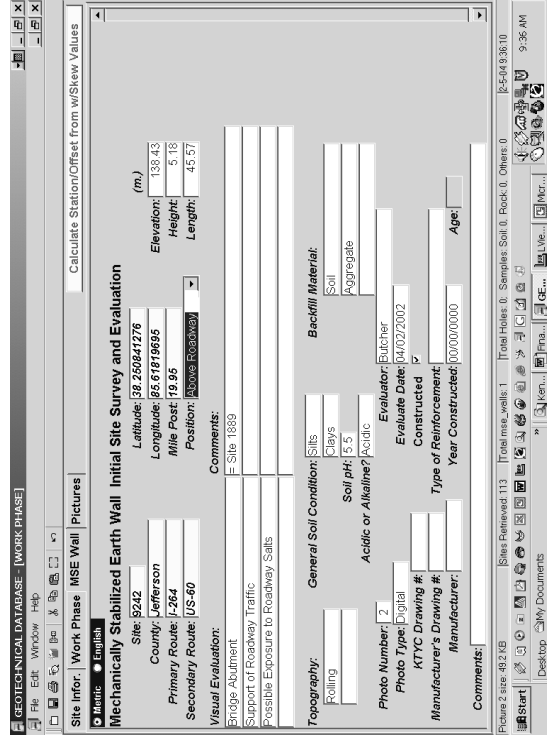 GEOTECHNICAL DATABASE - [WORK PHASE]
File Edit Window Help
Site Infor. Work Phase MSE Wall Pictures Calculate Station/Offset from w/Skew Values
Metric English
Mechanically Stabilized Earth Wall Initial Site Survey and Evaluation
Site: 9242 Latitude: 38.250841276 (m.)
County: Jefferson Longitude: 85.61819695 Elevation: 138.43
Primary Route: I-264 Mile Post: 19.95 Height: 5.18
Secondary Route: US-60 Position: Above Roadway Length: 45.57
Visual Evaluation: Comments:
Bridge Abutment = Site 1889
Support of Roadway Traffic
Possible Exposure to Roadway Salts
Topography: General Soil Condition: Silts Backfill Material:
Rolling Clays Soil
Soil pH: 5.5 Aggregate
Acidic or Alkaline? Acidic
Photo Number: 2 Evaluator: Butcher
Photo Type: Digital Evaluate Date: 04/02/2002
KTYC Drawing #: Constructed
Manufacturer's Drawing #: Type of Reinforcement:
Manufacturer: Year Constructed: 00/00/0000 Age:
Comments:
Picture 2 size: 49.2 KB Sites Retrieved: 113 Total mse_walls: 1 Total Holes: 0, Samples: Soil: 0, Rock: 0, Others: 0 2-5-04 9:36:10
Start 9:36 AM
Desktop My Documents » Ken... Fina... GE... LVie... Micr...